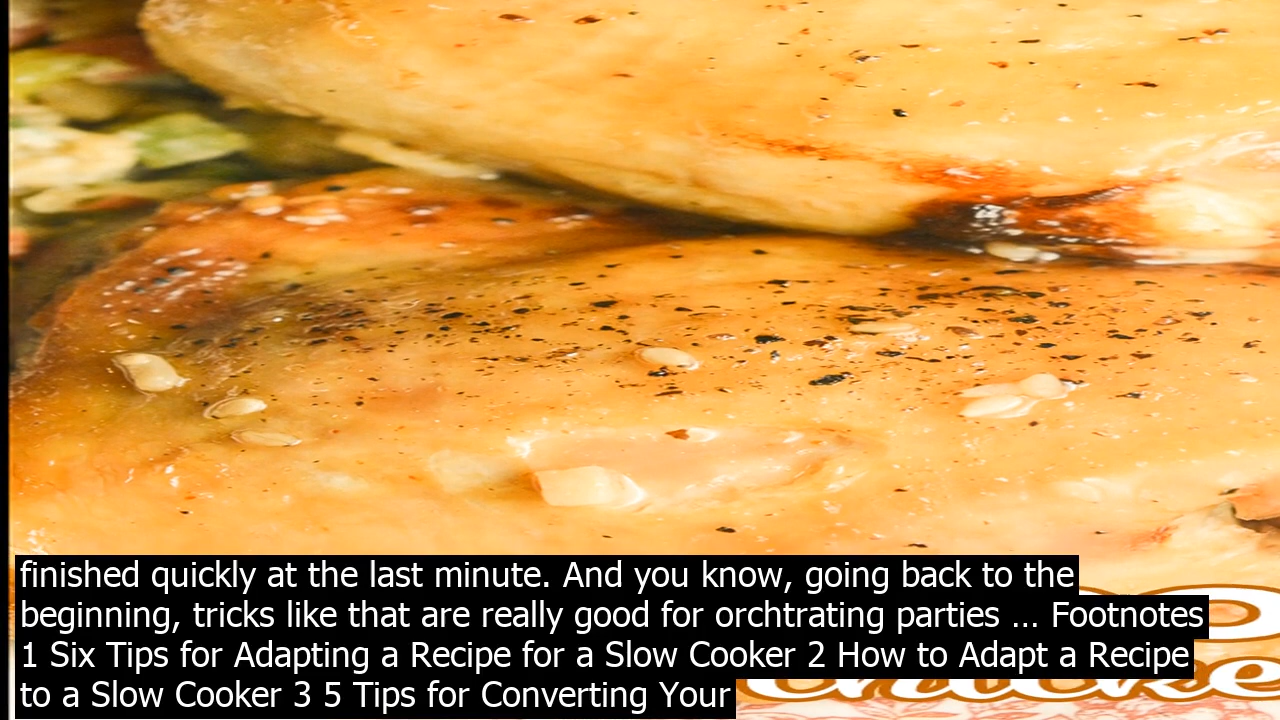 finished quickly at the last minute. And you know, going back to the
beginning, tricks like that are really good for orchtrating parties ... Footnotes
1 Six Tips for Adapting a Recipe for a Slow Cooker 2 How to Adapt a Recipe
to a Slow Cooker 3 5 Tips for Converting Your